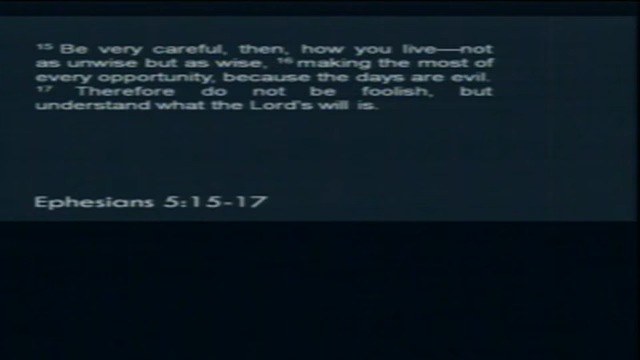 15 Be very careful, then, how you live—not
as unwise but as wise, 16 making the most of
every opportunity, because the days are evil.
17 Therefore do not be foolish, but
understand what the Lord's will is.
Ephesians 5:15-17